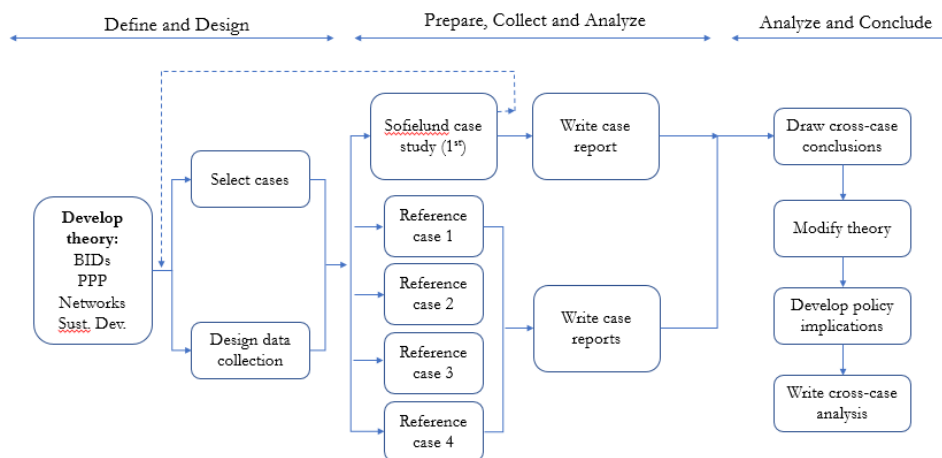 Define and Design
Prepare, Collect and Analyze
Analyze and Conclude
Develop
theory:
BIDs
PPP
Networks
Sust. Dev.
Select cases
Design data
collection
Sofielund case
study (1st)
Reference
case 1
Reference
case 2
Reference
case 3
Reference
case 4
Write case
report
Write case
reports
Draw cross-case
conclusions
Modify theory
Develop policy
implications
Write cross-case
analysis